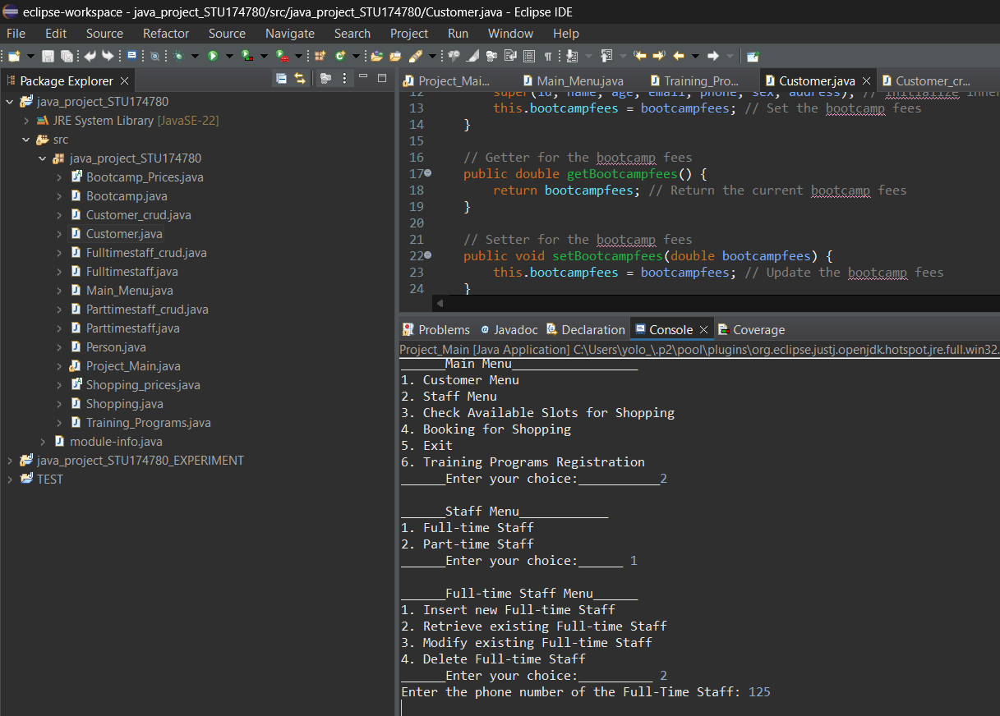 eclipse-workspace - java_project_STU174780/src/java_project_STU174780/Customer.java - Eclipse IDE
File Edit Source Refactor Source Navigate Search Project Run Window Help
Package Explorer
java_project_STU174780
JRE System Library [JavaSE-22]
src
java_project_STU174780
Bootcamp_Prices.java
Bootcamp.java
Customer_crud.java
Customer.java
Fulltimestaff_crud.java
Fulltimestaff.java
Main_Menu.java
Parttimestaff_crud.java
Parttimestaff.java
Person.java
Project_Main.java
Shopping_prices.java
Shopping.java
Training_Programs.java
module-info.java
java_project_STU174780_EXPERIMENT
TEST
Project_Mai... Main_Menu.java Training_Pro... Customer.java Customer_cr...
12 super(id, name, age, email, phone, sex, address); // Initialize inher
13 this.bootcampfees = bootcampfees; // Set the bootcamp fees
14 }
15
16 // Getter for the bootcamp fees
17 public double getBootcampfees() {
18 return bootcampfees; // Return the current bootcamp fees
19 }
20
21 // Setter for the bootcamp fees
22 public void setBootcampfees(double bootcampfees) {
23 this.bootcampfees = bootcampfees; // Update the bootcamp fees
24 }
Problems Javadoc Declaration Console Coverage
Project_Main [Java Application] C:\Users\yolo_\.p2\pool\plugins\org.eclipse.justj.openjdk.hotspot.jre.full.win32.
______Main Menu_________________
1. Customer Menu
2. Staff Menu
3. Check Available Slots for Shopping
4. Booking for Shopping
5. Exit
6. Training Programs Registration
______Enter your choice:___________2
______Staff Menu____________
1. Full-time Staff
2. Part-time Staff
______Enter your choice:______ 1
______Full-time Staff Menu______
1. Insert new Full-time Staff
2. Retrieve existing Full-time Staff
3. Modify existing Full-time Staff
4. Delete Full-time Staff
______Enter your choice:__________ 2
Enter the phone number of the Full-Time Staff: 125